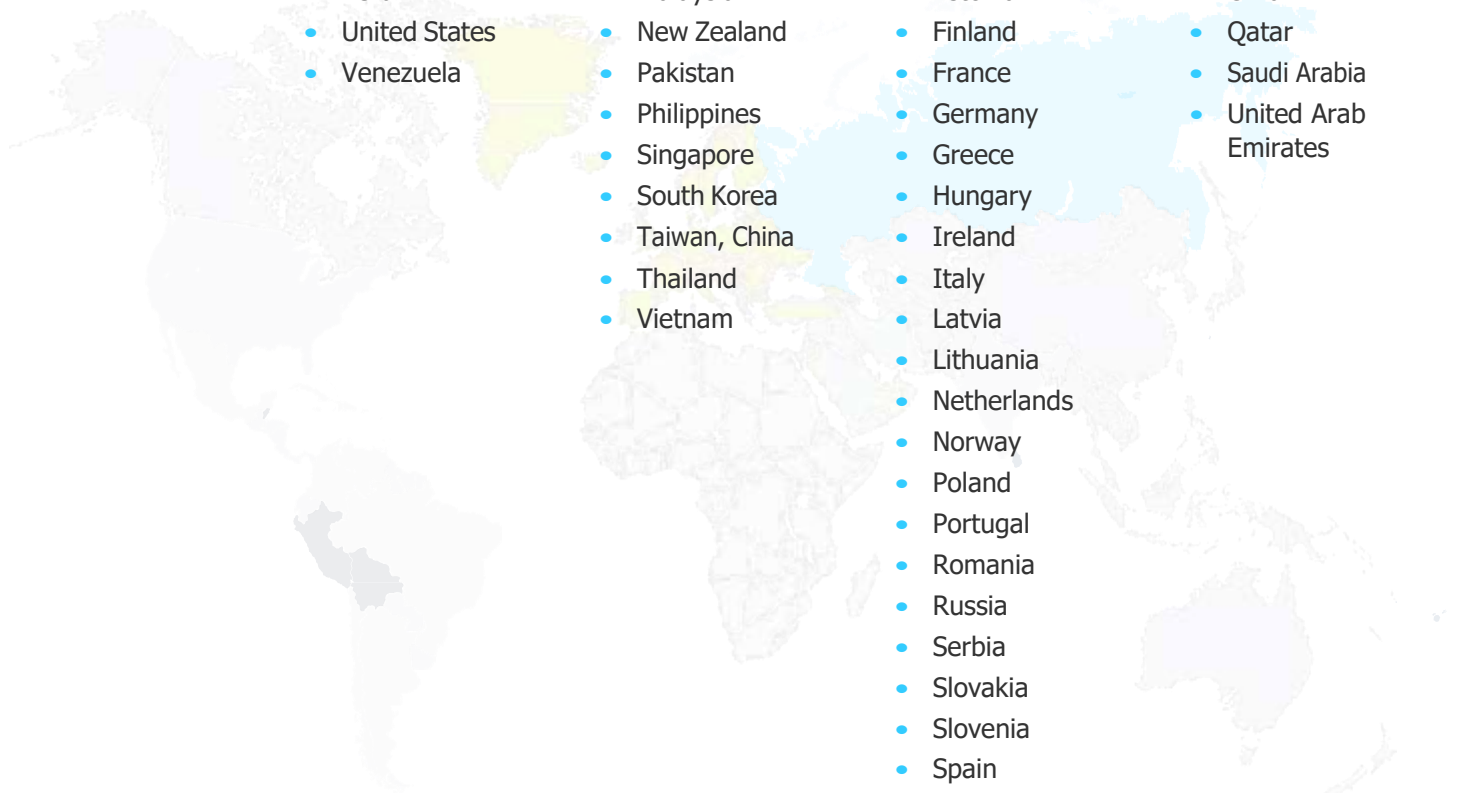 United States
Venezuela
New Zealand
Pakistan
Philippines
Singapore
South Korea
Taiwan, China
Thailand
Vietnam
Finland
France
Germany
Greece
Hungary
Ireland
Italy
Latvia
Lithuania
Netherlands
Norway
Poland
Portugal
Romania
Russia
Serbia
Slovakia
Slovenia
Spain
Qatar
Saudi Arabia
United Arab
Emirates